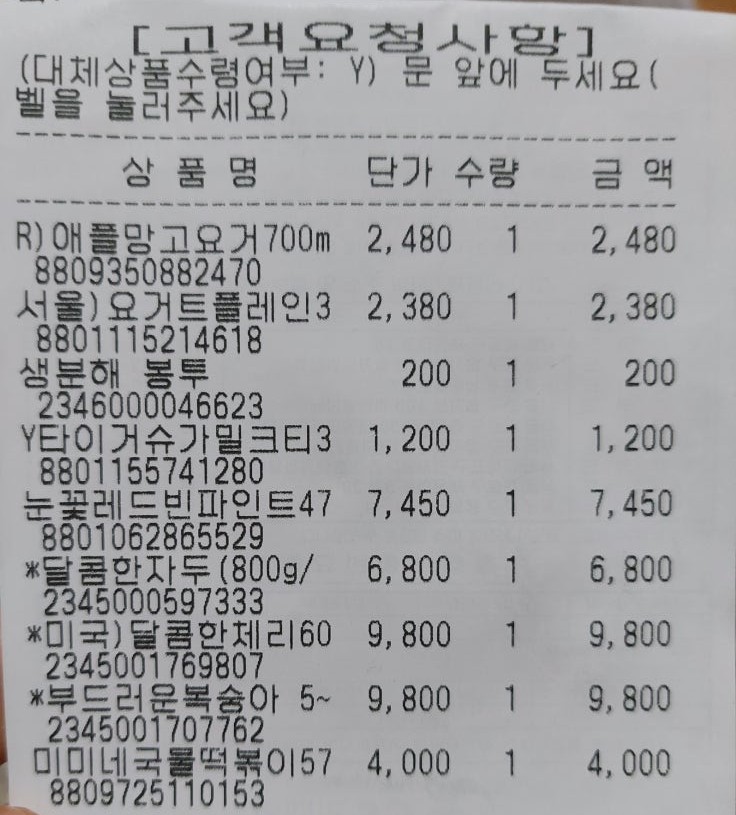 [고객요청사항]
(대체상품수령여부: Y) 문 앞에 두세요(
벨을 눌러주세요)
상 품 명 단가 수량 금 액
R)애플망고요거700m 2,480 1 2,480
8809350882470
서울)요거트플레인3 2,380 1 2,380
8801115214618
생분해 봉투 200 1 200
2346000046623
Y타이거슈가밀크티3 1,200 1 1,200
8801155741280
눈꽃레드빈파인트47 7,450 1 7,450
8801062865529
*달콤한자두(800g/ 6,800 1 6,800
2345000597333
*미국)달콤한체리60 9,800 1 9,800
2345001769807
*부드러운복숭아 5~ 9,800 1 9,800
2345001707762
미미네국물떡볶이57 4,000 1 4,000
8809725110153